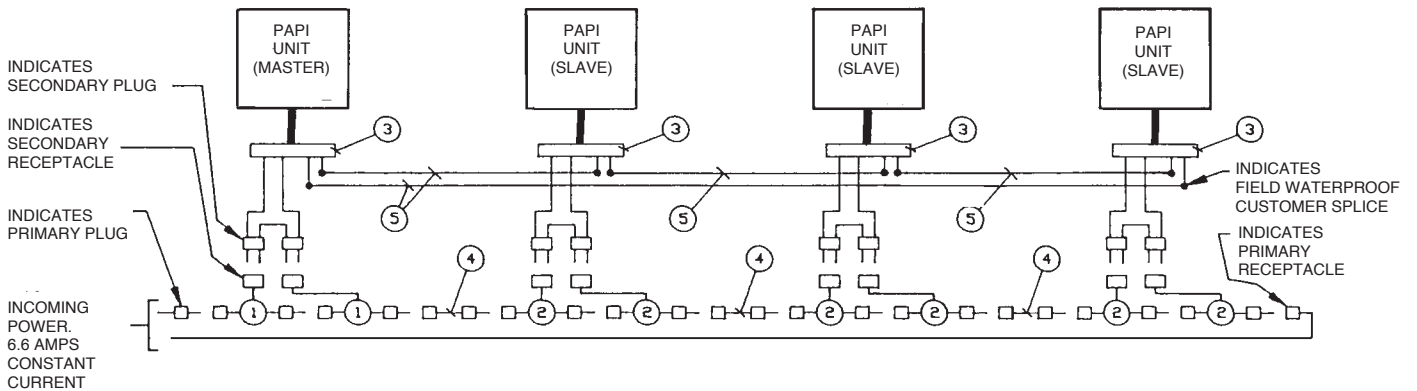 PAPI
UNIT
(MASTER)
PAPI
UNIT
(SLAVE)
PAPI
UNIT
(SLAVE)
PAPI
UNIT
(SLAVE)
INDICATES
SECONDARY PLUG
INDICATES
SECONDARY
RECEPTACLE
INDICATES
PRIMARY PLUG
INCOMING
POWER.
6.6 AMPS
CONSTANT
CURRENT
3
3
3
3
5
5
5
INDICATES
FIELD WATERPROOF
CUSTOMER SPLICE
INDICATES
PRIMARY
RECEPTACLE
4
4
4
1
1
2
2
2
2
2
2